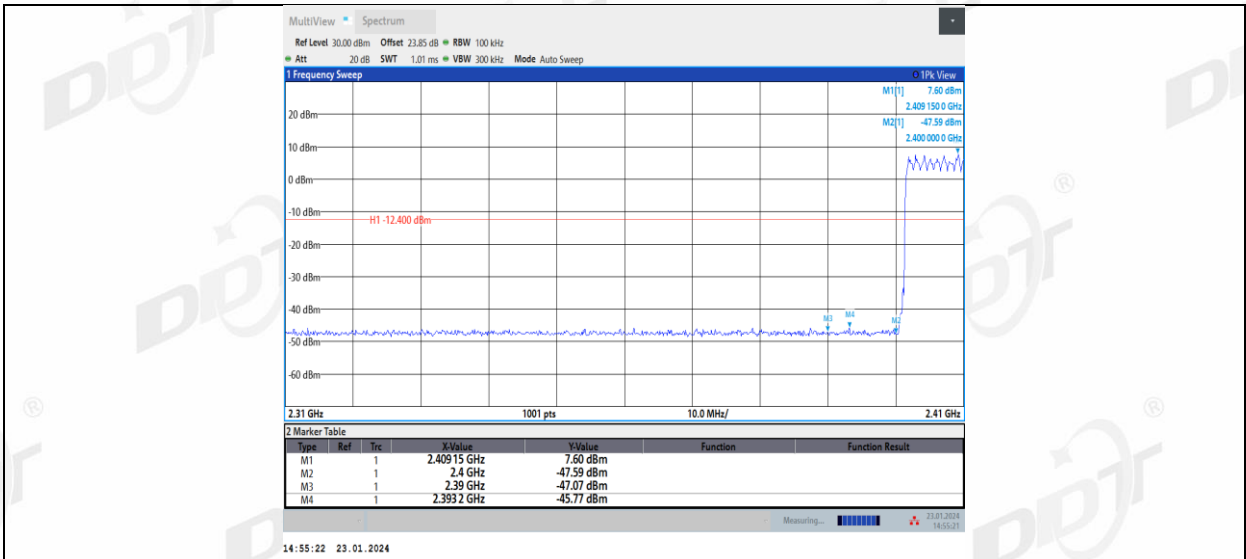 MultiView Spectrum
Ref Level 30.00 dBm Offset 23.85 dB RBW 100 kHz
Att 20 dB SWT 1.01 ms VBW 300 kHz Mode Auto Sweep
1 Frequency Sweep 1Pk View
M1[1] 7.60 dBm
2.409 150 0 GHz
20 dBm
M2[1] -47.59 dBm
2.400 000 0 GHz
10 dBm
0 dBm
-10 dBm
H1 -12.400 dBm
-20 dBm
-30 dBm
-40 dBm
M3 M4 M2
-50 dBm
-60 dBm
2.31 GHz 1001 pts 10.0 MHz/ 2.41 GHz
2 Marker Table
Type Ref Trc X-Value Y-Value Function Function Result
M1 1 2.409 15 GHz 7.60 dBm
M2 1 2.4 GHz -47.59 dBm
M3 1 2.39 GHz -47.07 dBm
M4 1 2.393 2 GHz -45.77 dBm
Measuring... 23.01.2024
14:55:21
14:55:22 23.01.2024
DDT
®